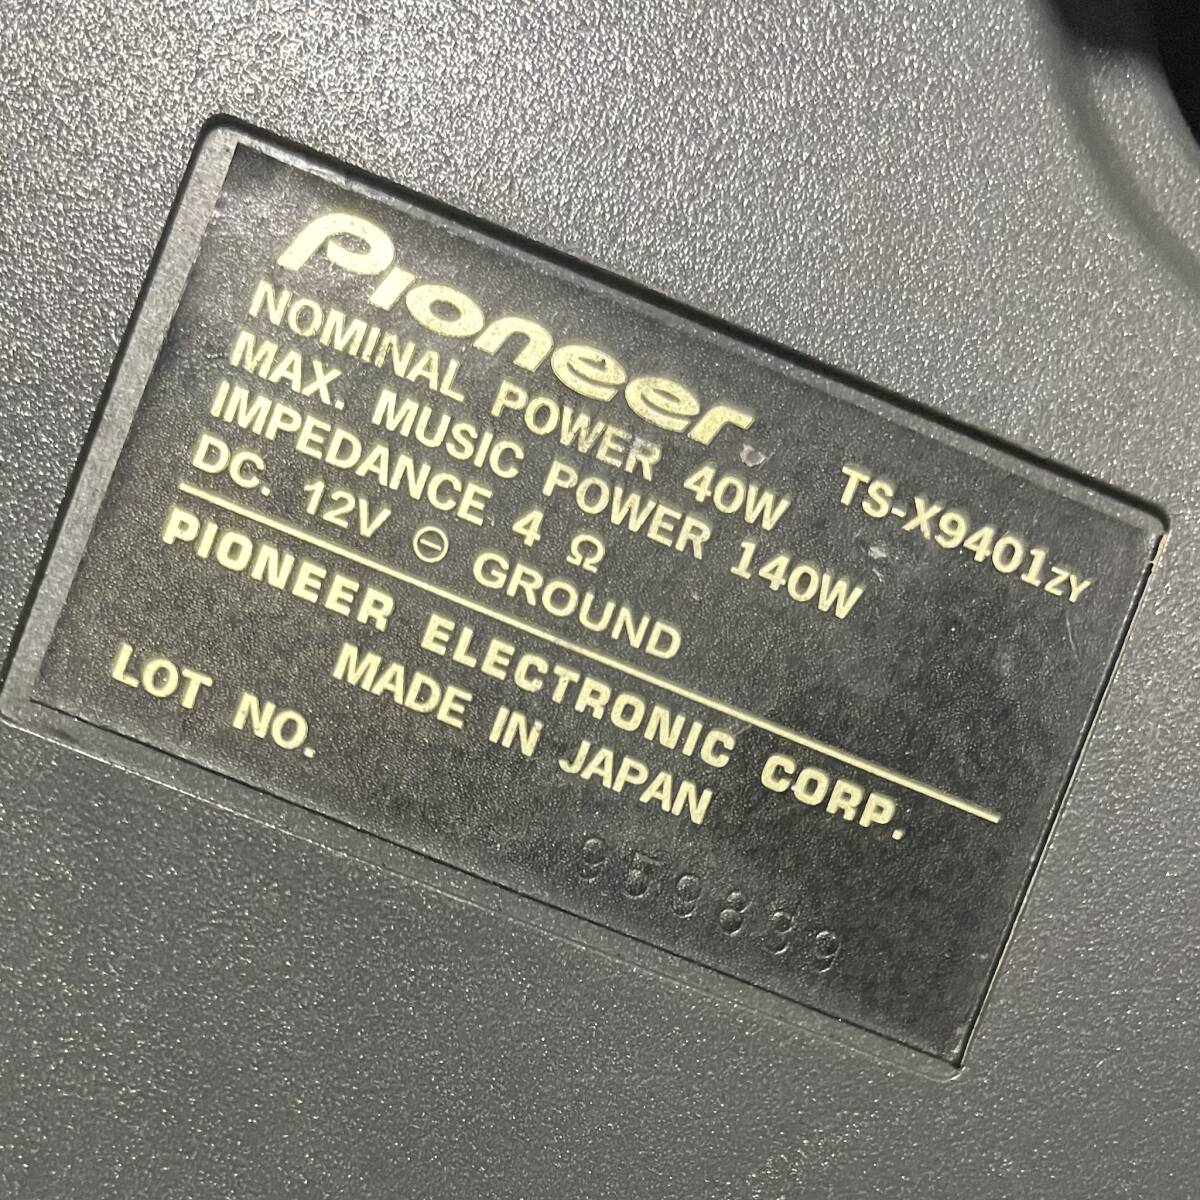 Pioneer TS-X9401ZY
NOMINAL POWER 40W
MAX. MUSIC POWER 140W
IMPEDANCE 4 Ω
DC. 12V ⊖ GROUND
PIONEER ELECTRONIC CORP.
MADE IN JAPAN
LOT NO.